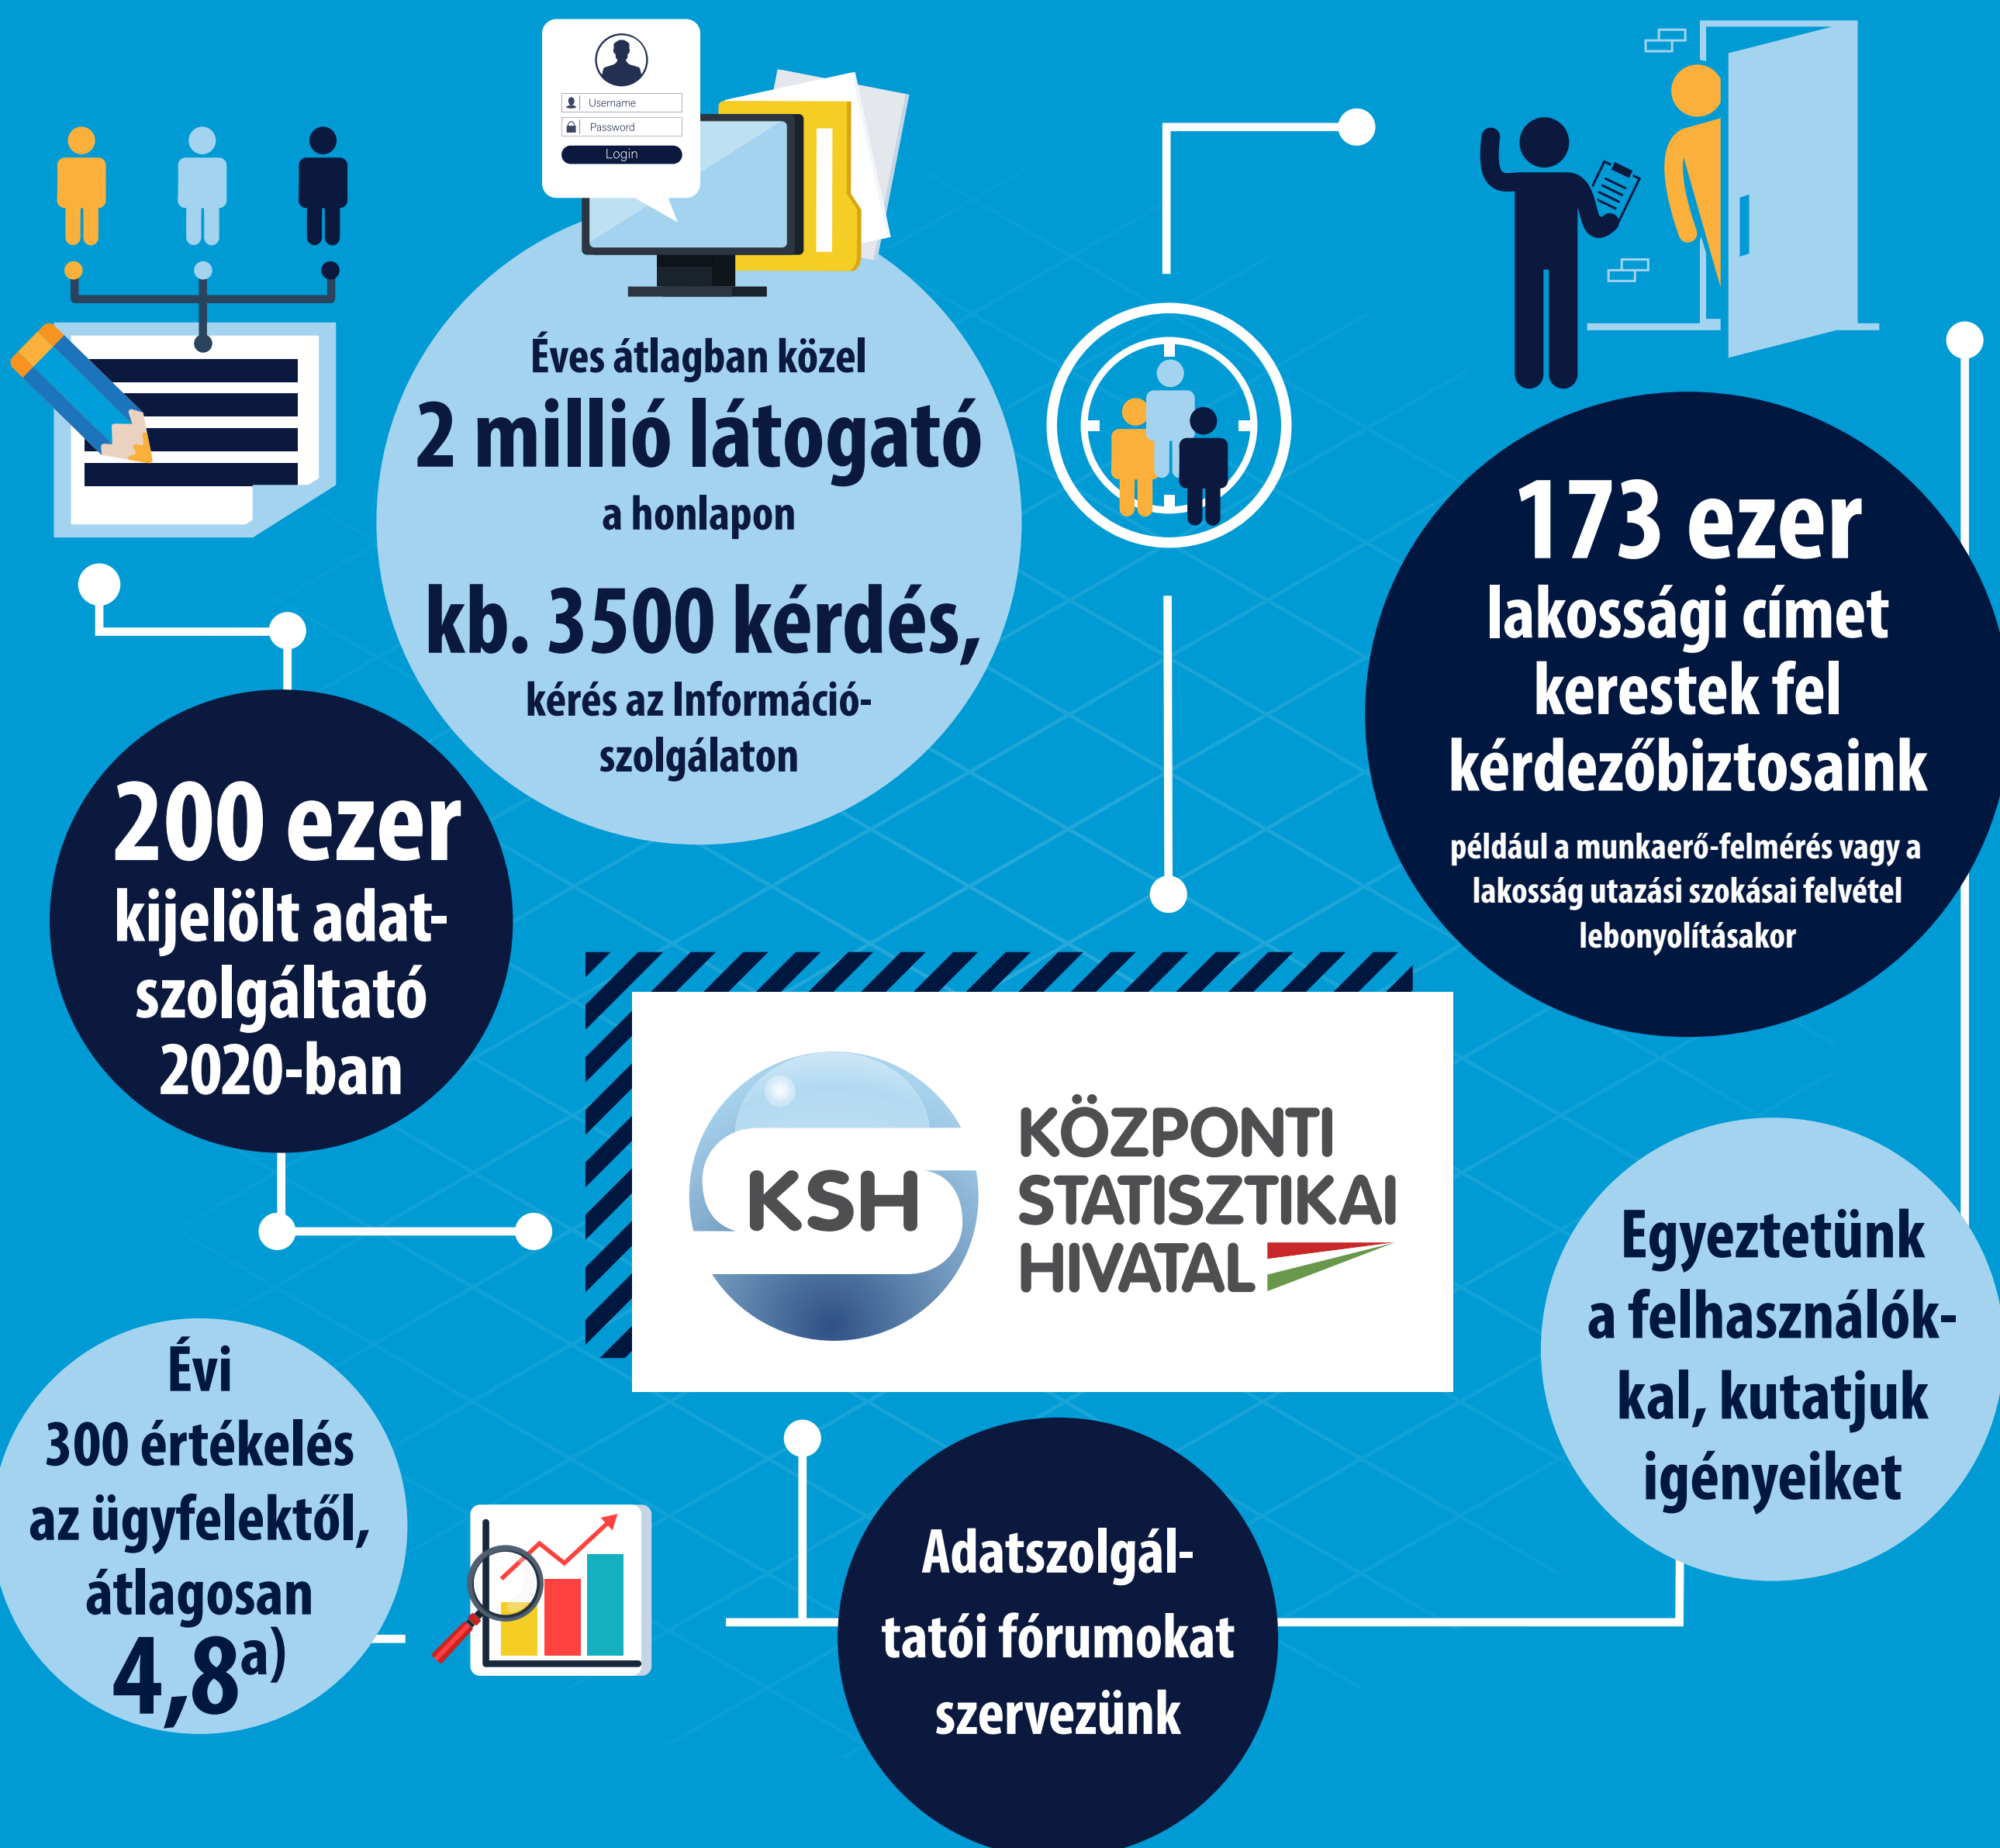 Username
Password
Login
Éves átlagban közel
2 millió látogató
a honlapon
kb. 3500 kérdés,
kérés az Információ-
szolgálaton
173 ezer
lakossági címet
kerestek fel
kérdezőbiztosaink
például a munkaerő-felmérés vagy a
lakosság utazási szokásai felvétel
lebonyolításakor
200 ezer
kijelölt adat-
szolgáltató
2020-ban
KSH
KÖZPONTI
STATISZTIKAI
HIVATAL
Egyeztetünk
a felhasználók-
kal, kutatjuk
igényeiket
Évi
300 értékelés
az ügyfelektől,
átlagosan
4,8a)
Adatszolgál-
tatói fórumokat
szervezünk